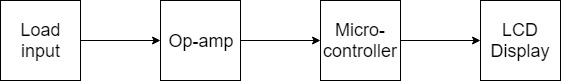 Load
input
Op-amp
Micro-
controller
LCD
Display